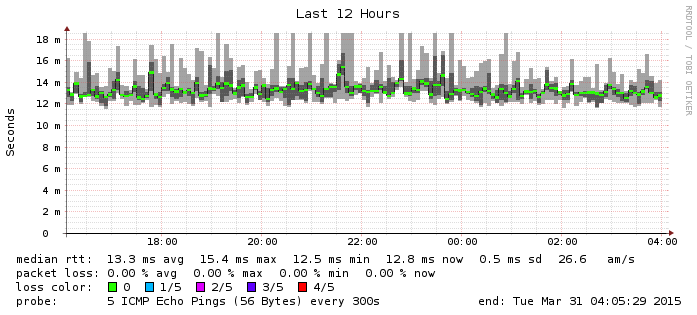 Last 12 Hours
RRDTOOL / TOBI OETIKER
Seconds
18 m
16 m
14 m
12 m
10 m
8 m
6 m
4 m
2 m
0
18:00 20:00 22:00 00:00 02:00 04:00
median rtt: 13.3 ms avg 15.4 ms max 12.5 ms min 12.8 ms now 0.5 ms sd 26.6 am/s
packet loss: 0.00 % avg 0.00 % max 0.00 % min 0.00 % now
loss color: 0 1/5 2/5 3/5 4/5
probe: 5 ICMP Echo Pings (56 Bytes) every 300s end: Tue Mar 31 04:05:29 2015